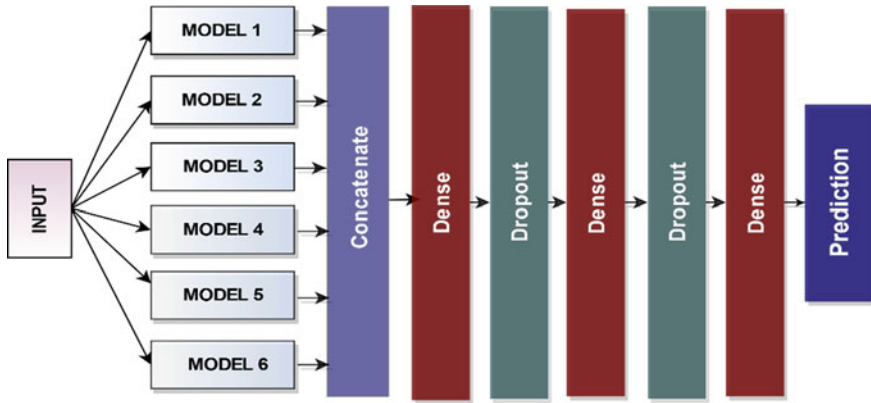 INPUT
MODEL 1
MODEL 2
MODEL 3
MODEL 4
MODEL 5
MODEL 6
Concatenate
Dense
Dropout
Dense
Dropout
Dense
Prediction